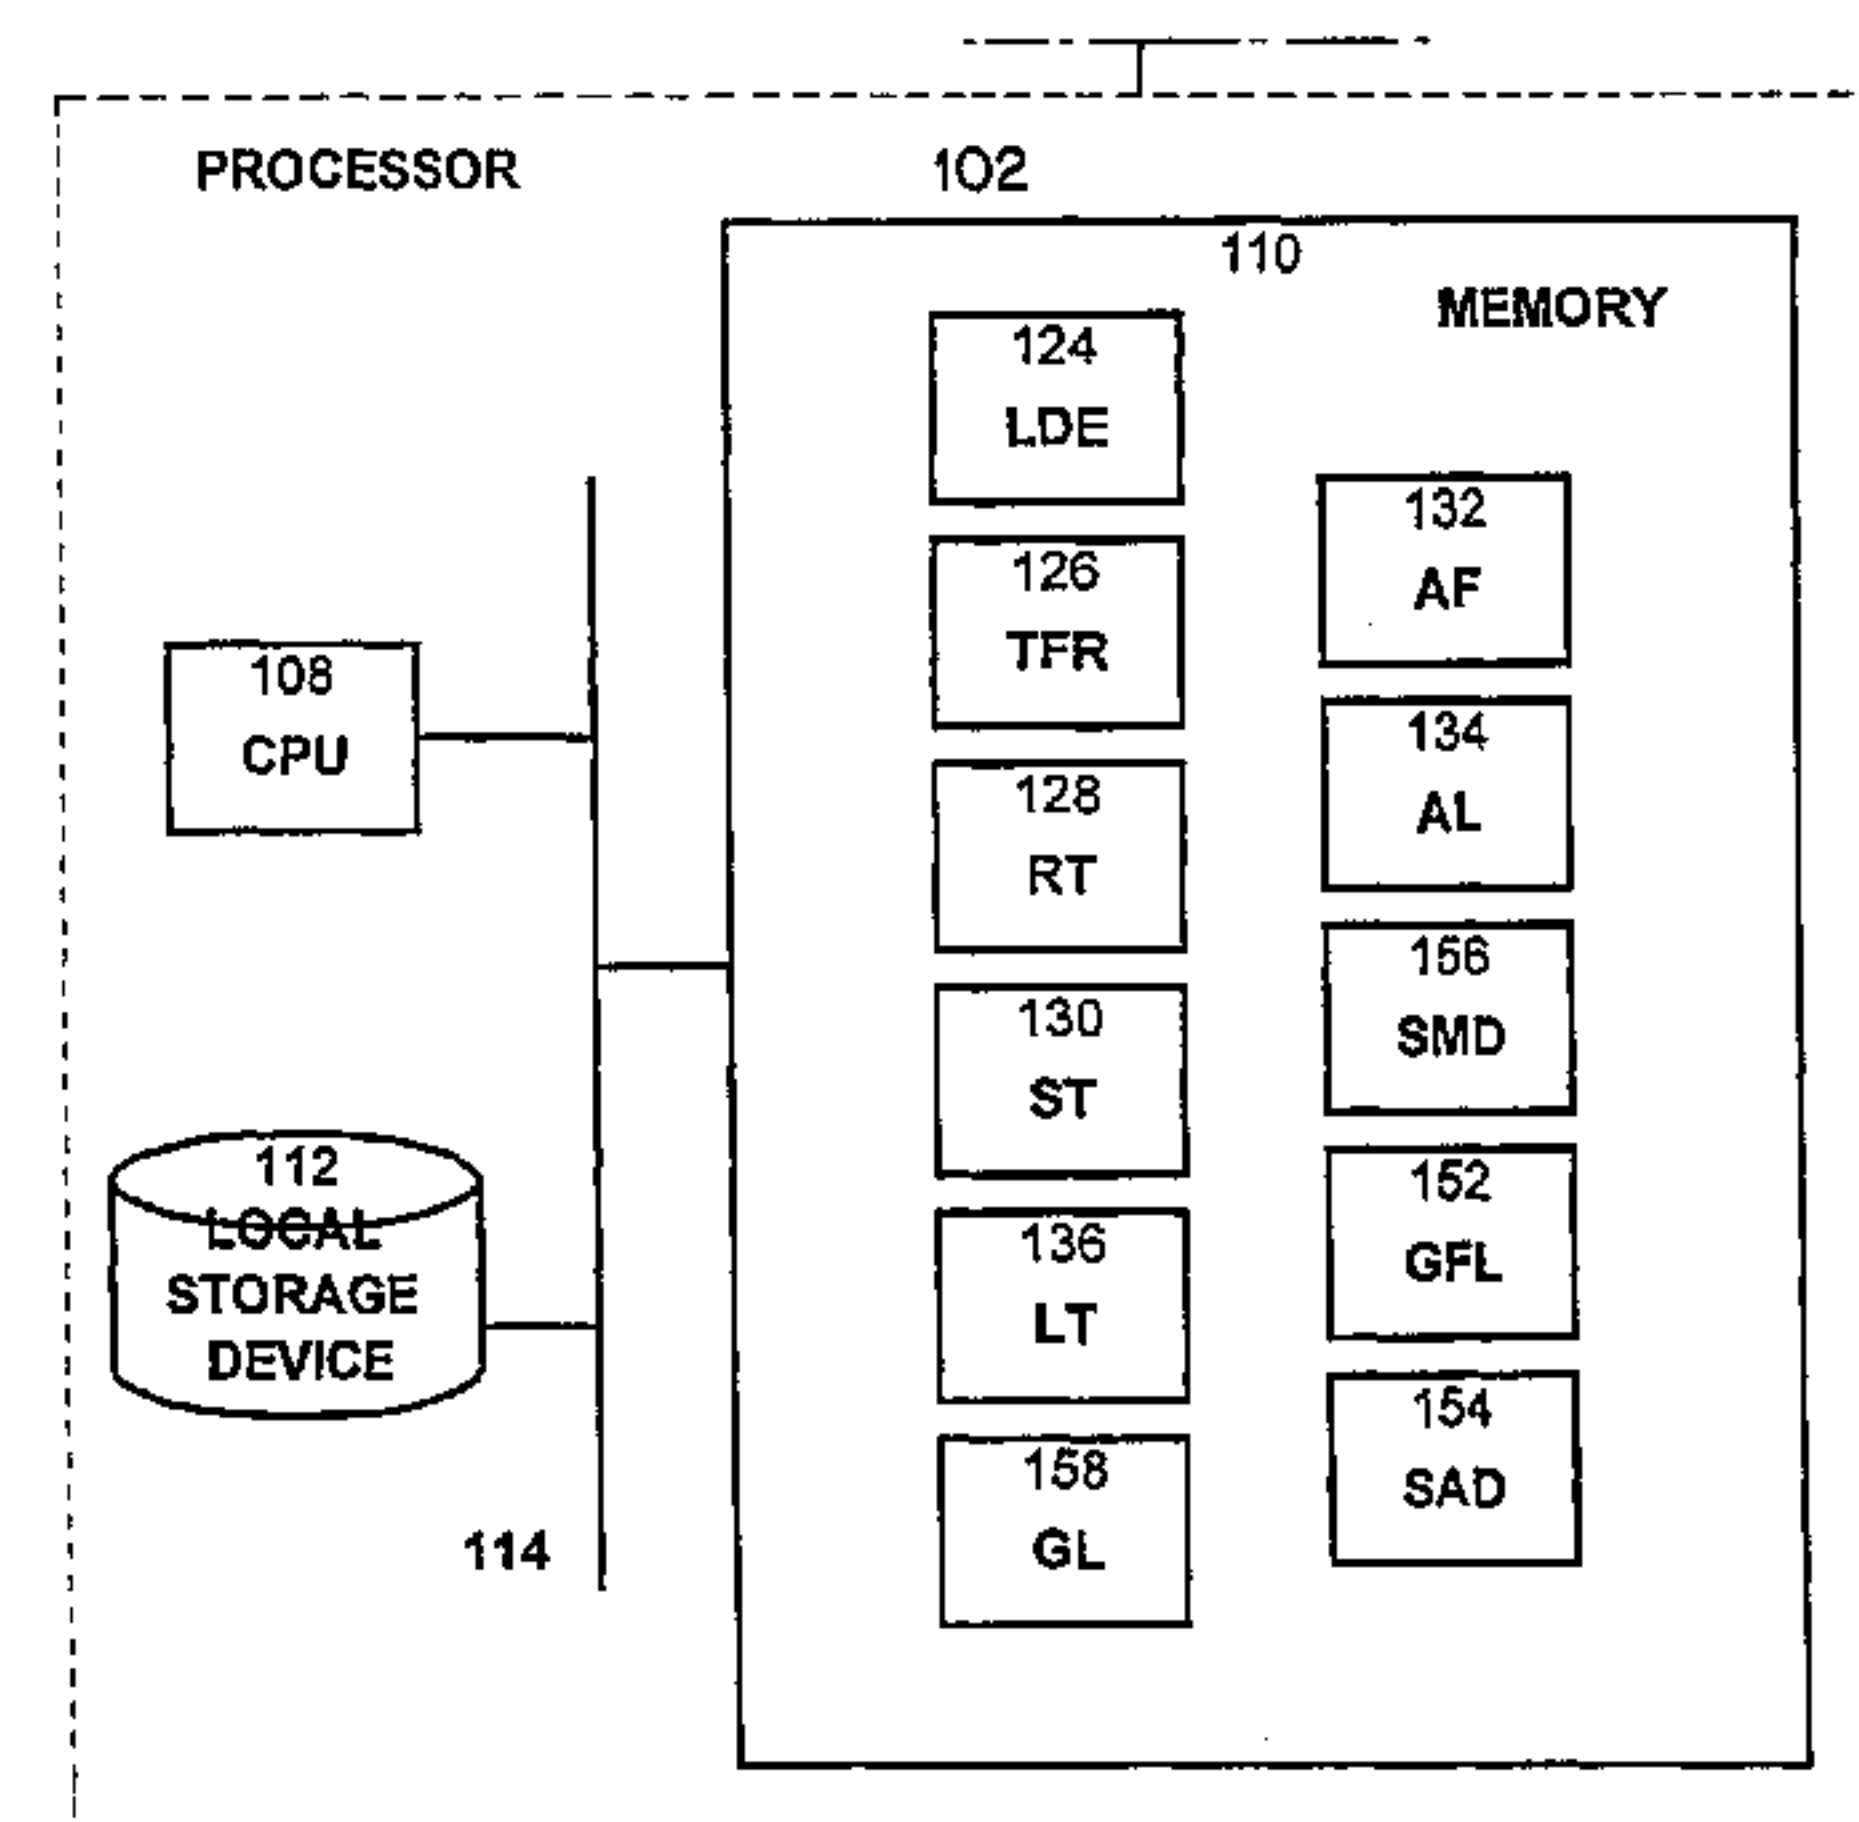 PROCESSOR
102
110
MEMORY
124
LDE
126
TFR
128
RT
130
ST
136
LT
158
GL
132
AF
134
AL
156
SMD
152
GFL
154
SAD
108
CPU
112
LOCAL
STORAGE
DEVICE
114